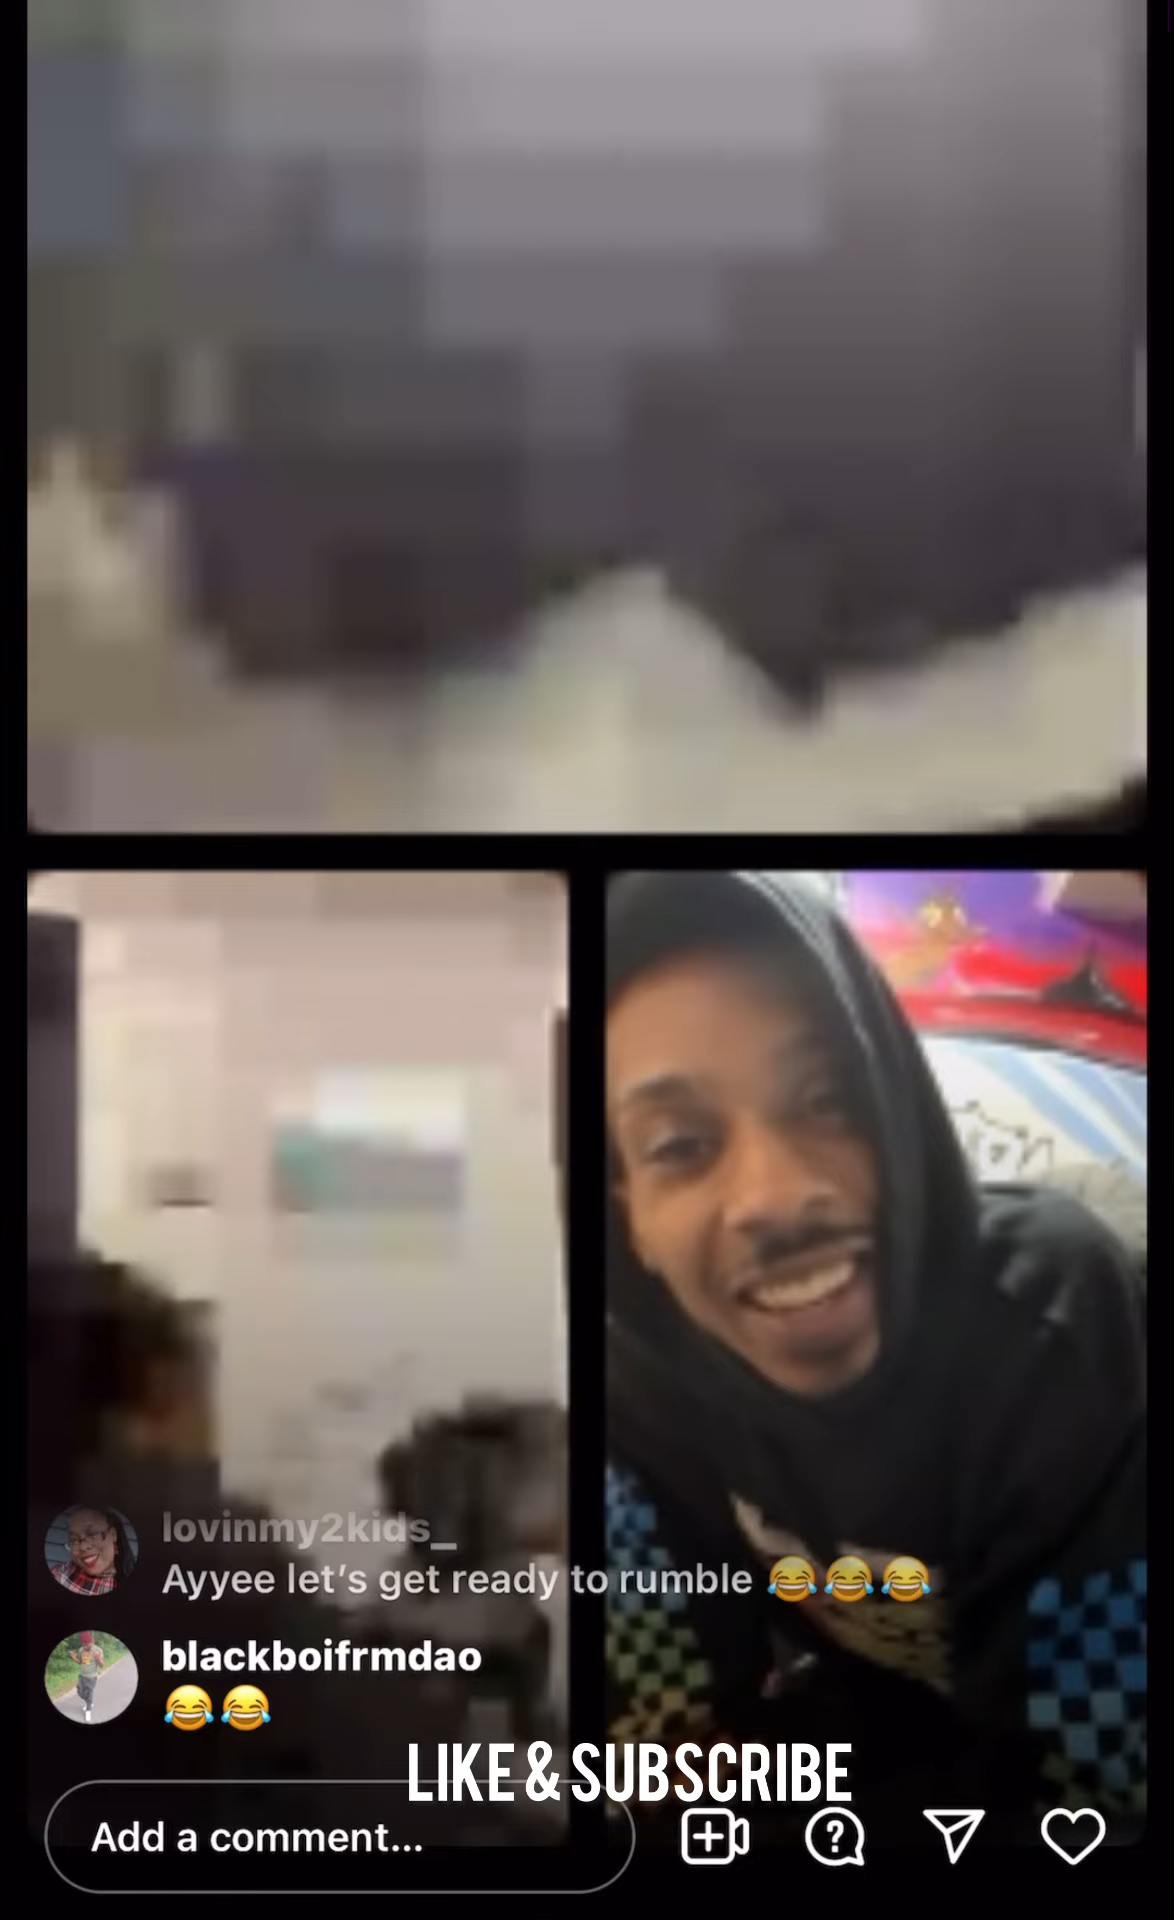 lovinmy2kids_
Ayyee let's get ready to rumble 😂😂😂
blackboifrmdao
😂😂
LIKE & SUBSCRIBE
Add a comment...